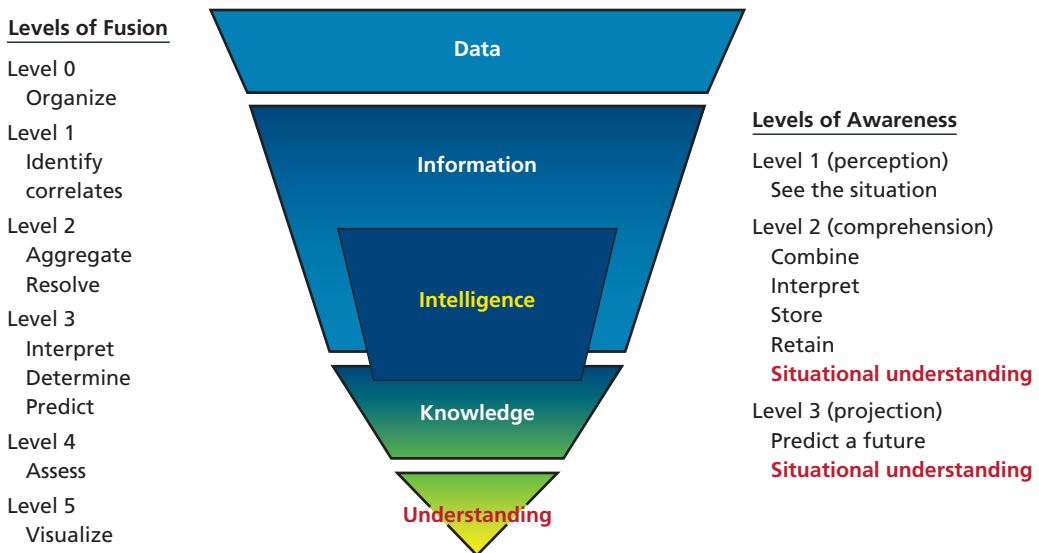 Levels of Fusion
Level 0
Organize
Level 1
Identify
correlates
Level 2
Aggregate
Resolve
Level 3
Interpret
Determine
Predict
Level 4
Assess
Level 5
Visualize
Data
Information
Intelligence
Knowledge
Understanding
Levels of Awareness
Level 1 (perception)
See the situation
Level 2 (comprehension)
Combine
Interpret
Store
Retain
Situational understanding
Level 3 (projection)
Predict a future
Situational understanding